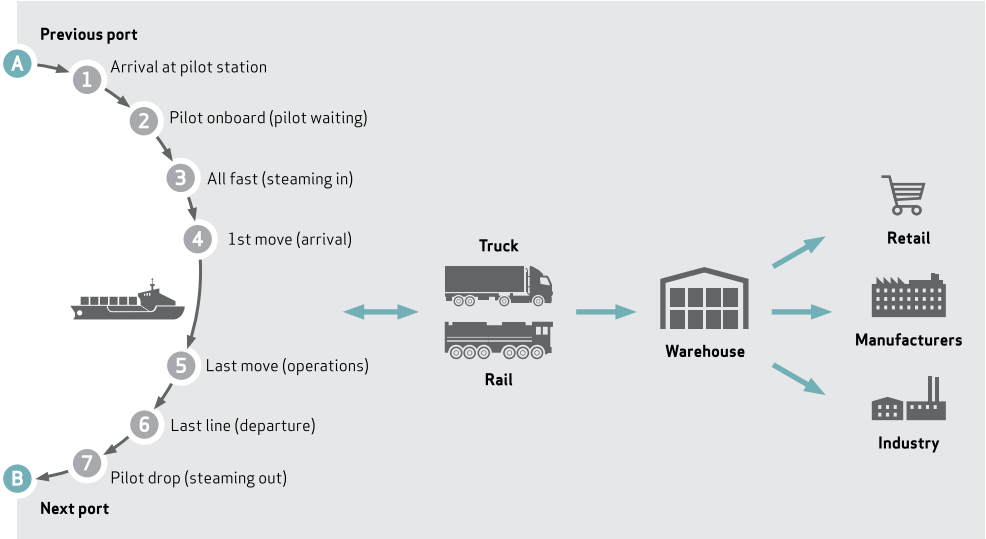 Previous port
A
1
Arrival at pilot station
2
Pilot onboard (pilot waiting)
3
All fast (steaming in)
4
1st move (arrival)
5
Last move (operations)
6
Last line (departure)
7
Pilot drop (steaming out)
B
Next port
Truck
Rail
Warehouse
Retail
Manufacturers
Industry